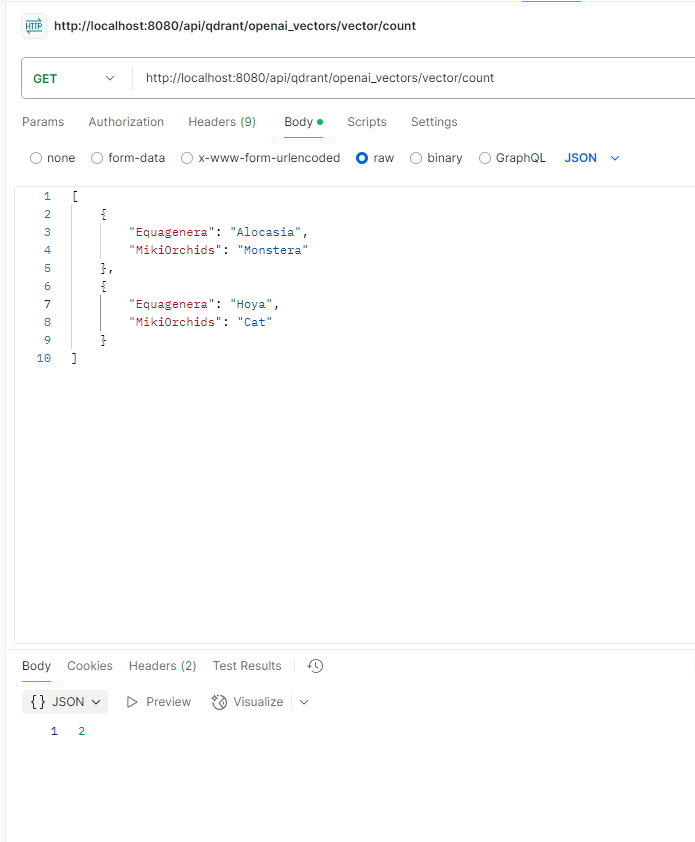 HTTP http://localhost:8080/api/qdrant/openai_vectors/vector/count
GET http://localhost:8080/api/qdrant/openai_vectors/vector/count
Params Authorization Headers (9) Body Scripts Settings
none form-data x-www-form-urlencoded raw binary GraphQL JSON
1 [
2 {
3 "Equagenera": "Alocasia",
4 "MikiOrchids": "Monstera"
5 },
6 {
7 "Equagenera": "Hoya",
8 "MikiOrchids": "Cat"
9 }
10 ]
Body Cookies Headers (2) Test Results
{} JSON Preview Visualize
1 2